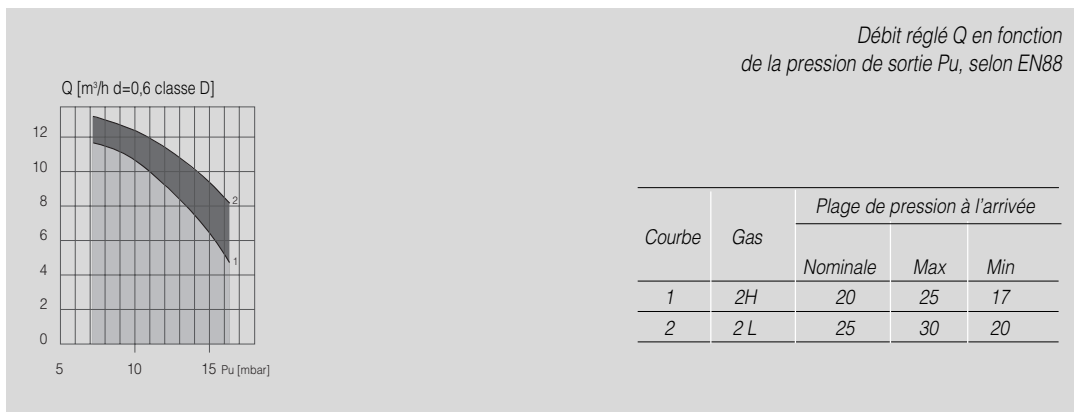 Débit réglé Q en fonction
de la pression de sortie Pu, selon EN88
Q [m³/h d=0,6 classe D]
12
10
8
6
4
2
0
2
1
5 10 15 Pu [mbar]
Plage de pression à l'arrivée
Courbe Gas
Nominale Max Min
1 2H 20 25 17
2 2 L 25 30 20